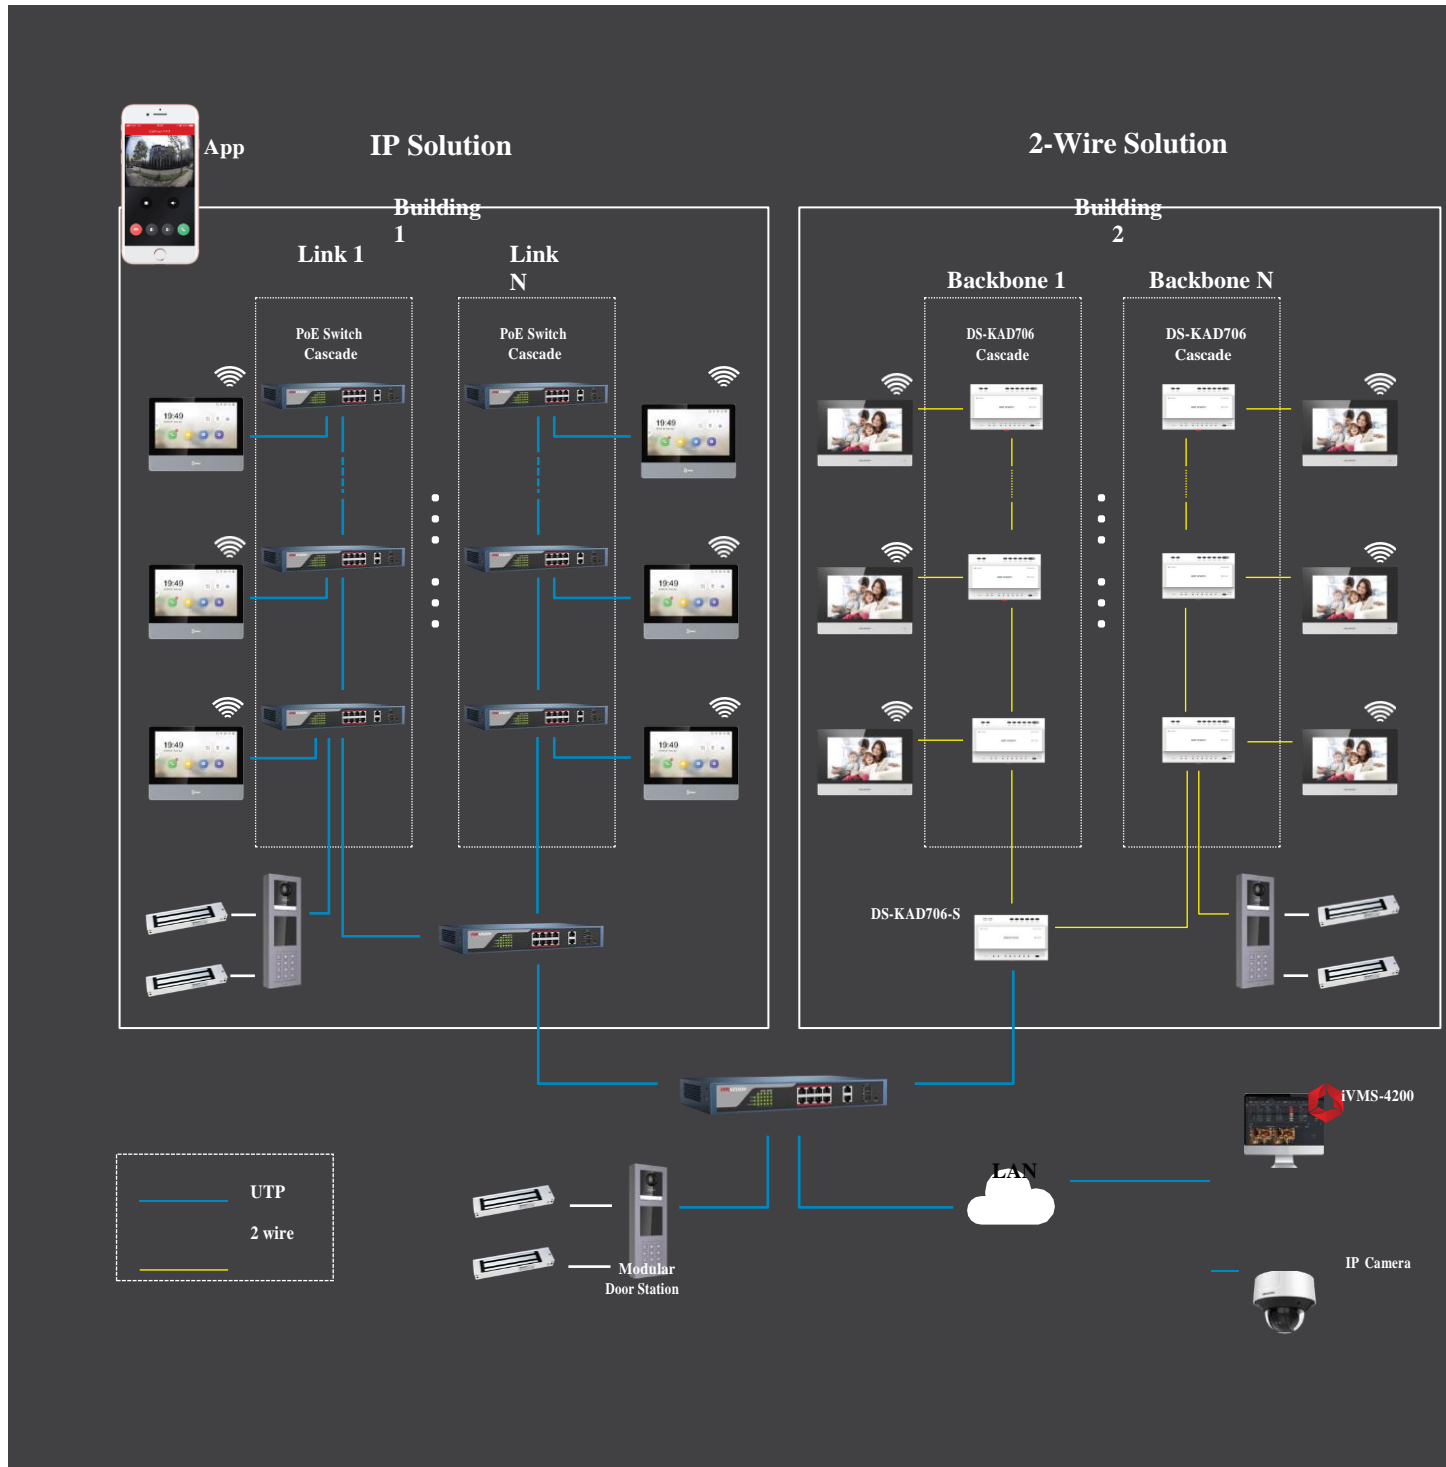 App
IP Solution
2-Wire Solution
Building
1
Building
2
Link 1
Link
N
Backbone 1
Backbone N
PoE Switch
Cascade
PoE Switch
Cascade
DS-KAD706
Cascade
DS-KAD706
Cascade
19:49
19:49
19:49
19:49
19:49
19:49
DS-KAD706-S
iVMS-4200
LAN
UTP
2 wire
Modular
Door Station
IP Camera